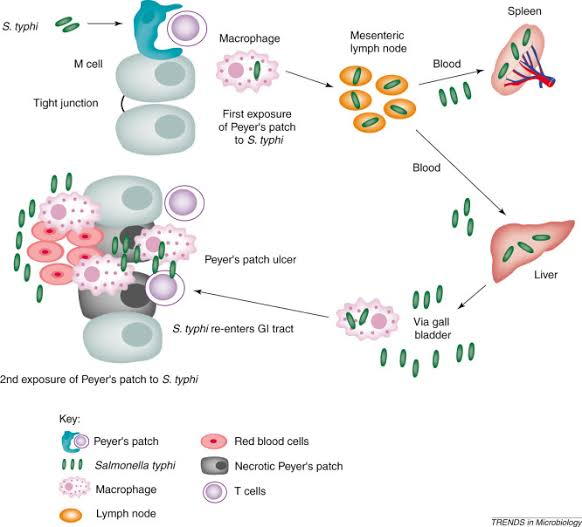 S. typhi
M cell
Tight junction
Macrophage
First exposure
of Peyer's patch
to S. typhi
Mesenteric
lymph node
Blood
Spleen
Blood
Liver
Via gall
bladder
Peyer's patch ulcer
S. typhi re-enters GI tract
2nd exposure of Peyer's patch to S. typhi
Key:
Peyer's patch
Salmonella typhi
Macrophage
Lymph node
Red blood cells
Necrotic Peyer's patch
T cells
TRENDS in Microbiology